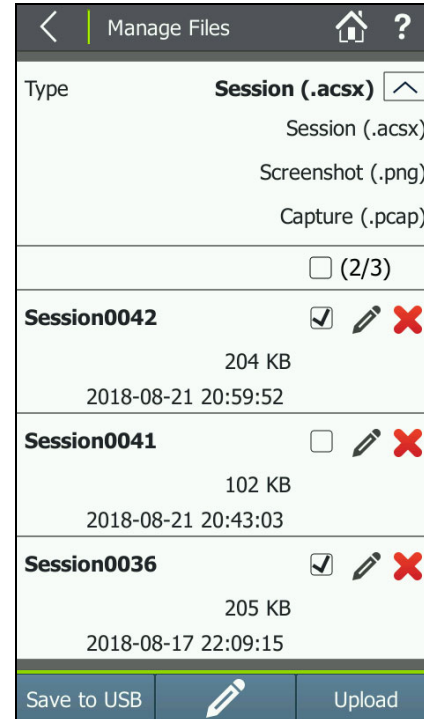 Manage Files ?
Type Session (.acsx)
Session (.acsx)
Screenshot (.png)
Capture (.pcap)
(2/3)
Session0042
204 KB
2018-08-21 20:59:52
Session0041
102 KB
2018-08-21 20:43:03
Session0036
205 KB
2018-08-17 22:09:15
Save to USB Upload